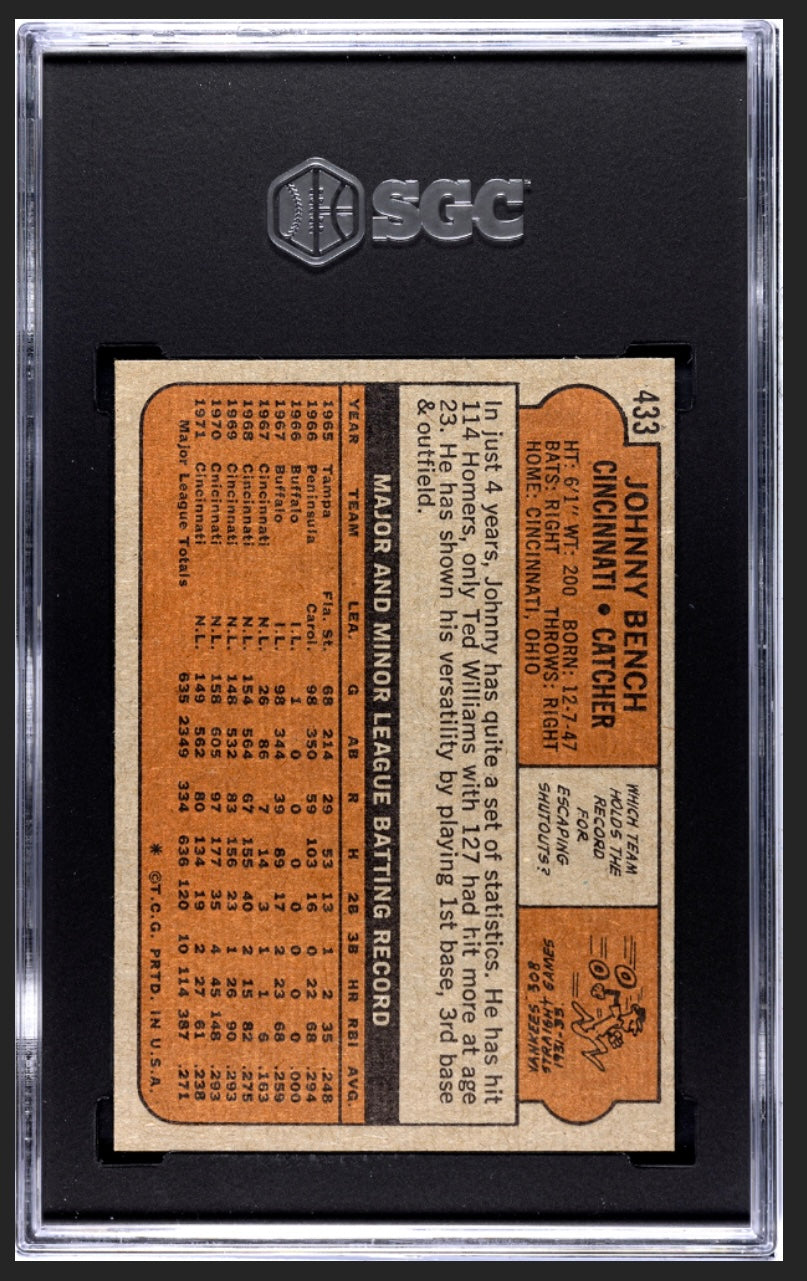 SGC
433
JOHNNY BENCH
CINCINNATI • CATCHER
HT: 6'1" WT: 200 BORN: 12-7-47
BATS: RIGHT THROWS: RIGHT
HOME: CINCINNATI, OHIO
WHICH TEAM
HOLDS THE
RECORD
FOR
ESCAPING
SHUTOUTS?
YANKEES 308
STRAIGHT GAMES
1931-33
In just 4 years, Johnny has quite a set of statistics. He has hit
114 Homers, only Ted Williams with 127 had hit more at age
23. He has shown his versatility by playing 1st base, 3rd base
& outfield.
MAJOR AND MINOR LEAGUE BATTING RECORD
YEAR TEAM LEA. G AB R H 2B 3B HR RBI AVG.
1965 Tampa Fla. St. 68 214 29 53 13 1 2 35 .248
1966 Peninsula Carol. 98 350 59 103 16 0 22 68 .294
1966 Buffalo I.L. 1 0 0 0 0 0 0 0 .000
1967 Buffalo I.L. 98 344 39 89 17 2 23 68 .259
1967 Cincinnati N.L. 26 86 7 14 3 1 1 6 .163
1968 Cincinnati N.L. 154 564 67 155 40 2 15 82 .275
1969 Cincinnati N.L. 148 532 83 156 23 1 26 90 .293
1970 Cincinnati N.L. 158 605 97 177 35 4 45 148 .293
1971 Cincinnati N.L. 149 562 80 134 19 2 27 61 .238
Major League Totals 635 2349 334 636 120 10 114 387 .271
* ©T.C.G. PRTD. IN U.S.A.